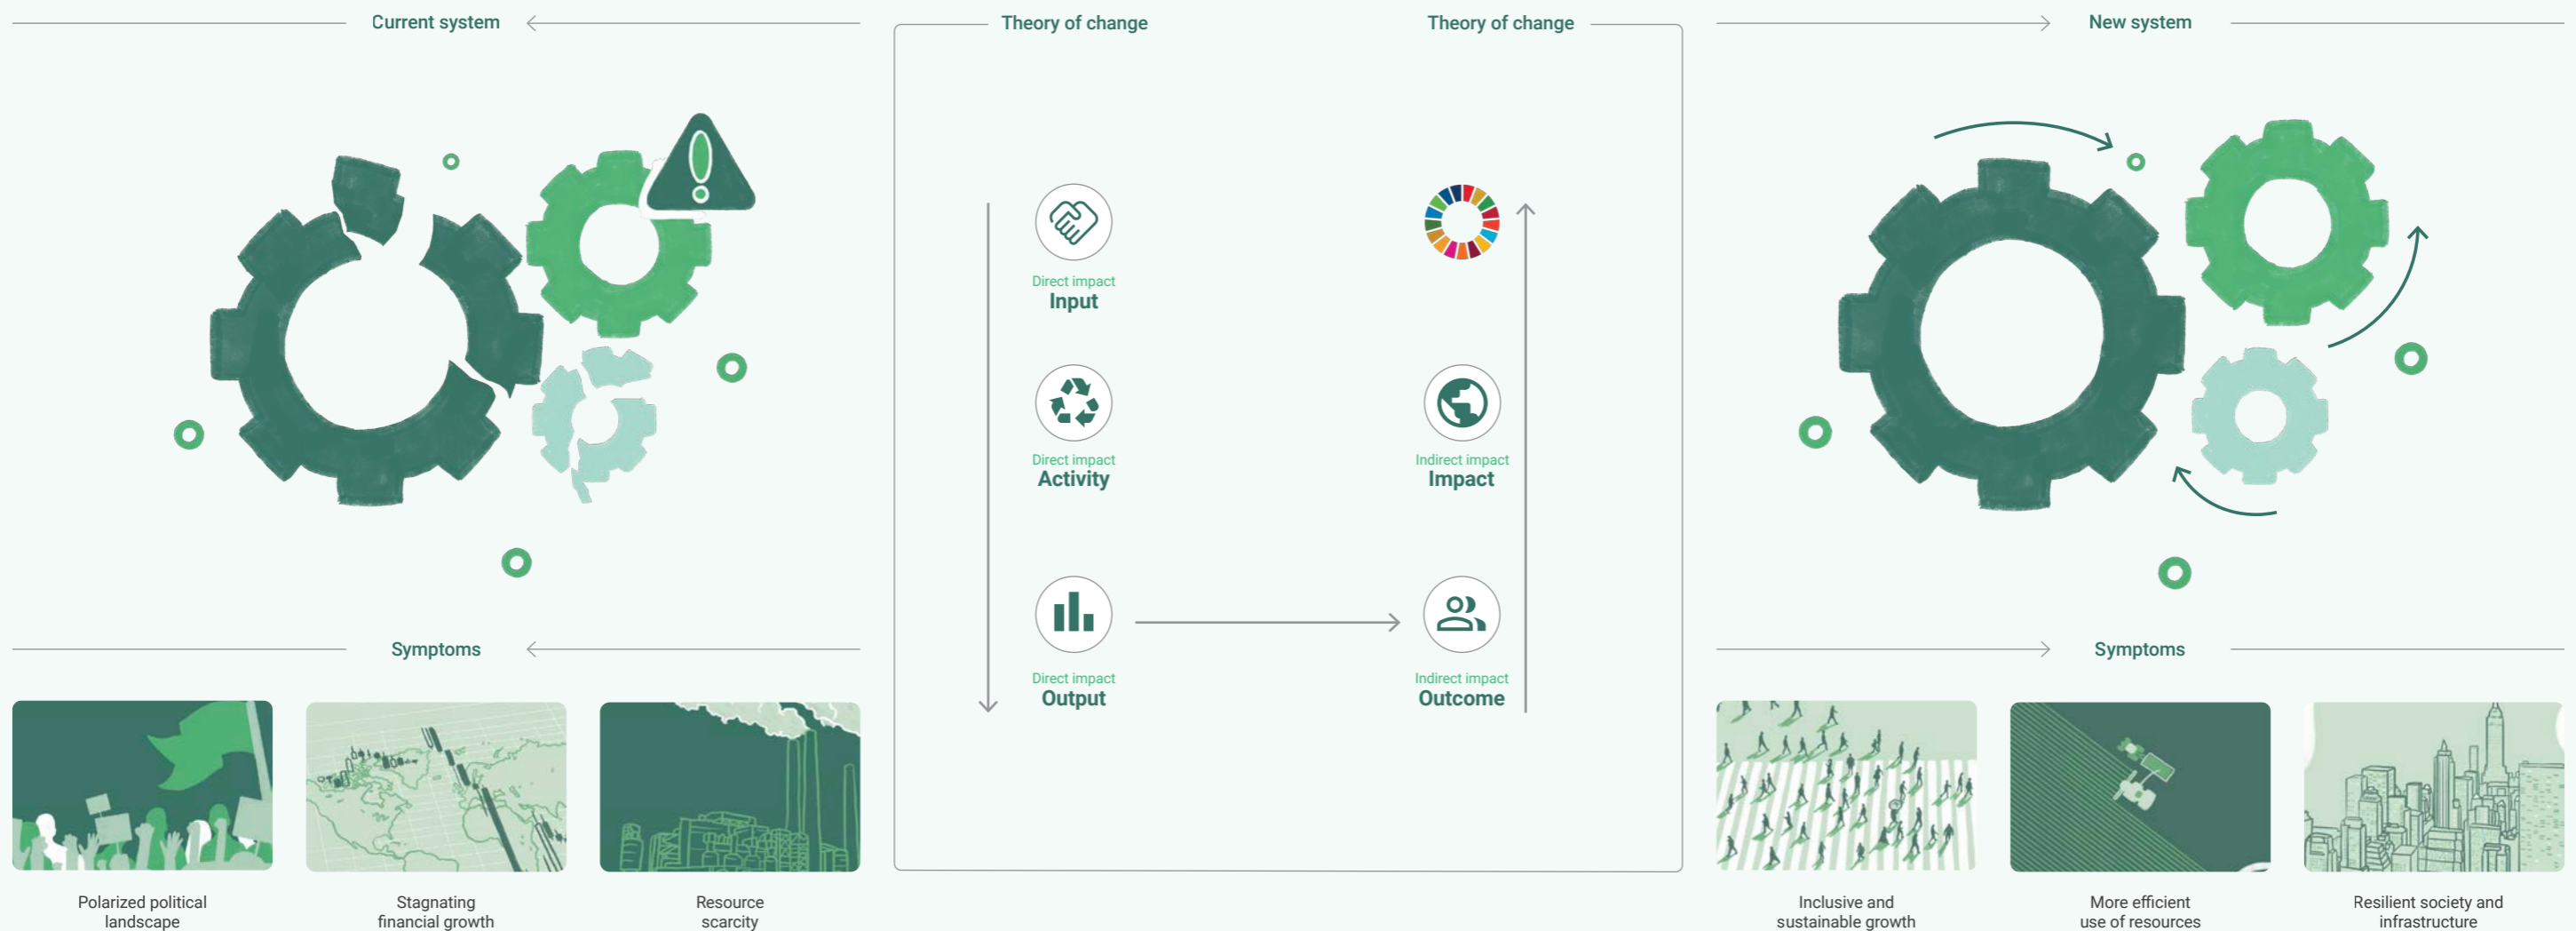 Current system
Theory of change
Theory of change
New system
Direct impact
Input
Direct impact
Activity
Indirect impact
Impact
Direct impact
Output
Indirect impact
Outcome
Symptoms
Symptoms
Polarized political
landscape
Stagnating
financial growth
Resource
scarcity
Inclusive and
sustainable growth
More efficient
use of resources
Resilient society and
infrastructure